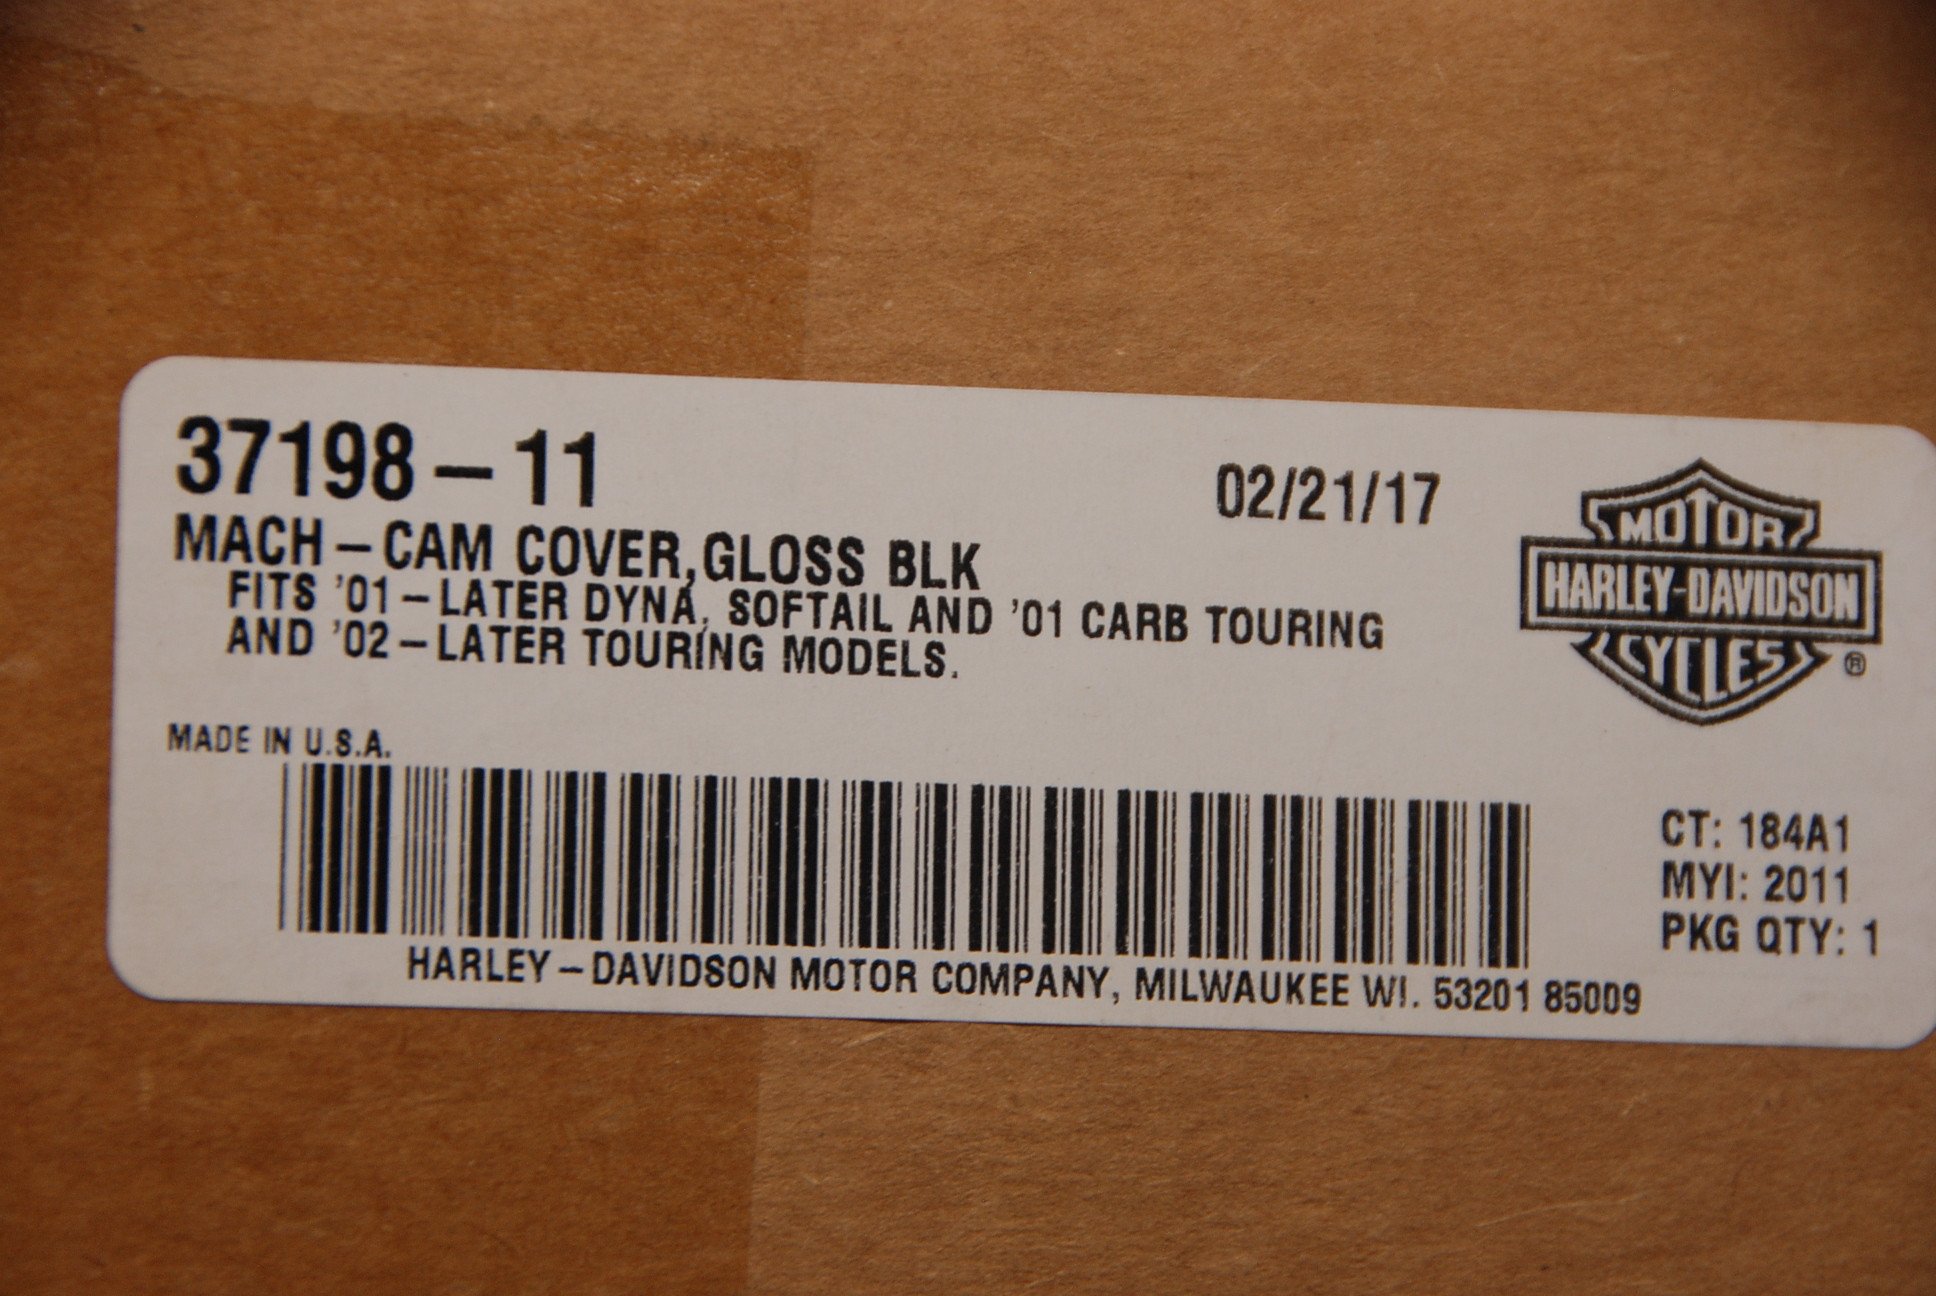 37198-11
02/21/17
MACH-CAM COVER,GLOSS BLK
FITS '01-LATER DYNA, SOFTAIL AND '01 CARB TOURING
AND '02-LATER TOURING MODELS.
MOTOR
HARLEY-DAVIDSON
CYCLES
®
MADE IN U.S.A.
CT: 184A1
MYI: 2011
PKG QTY: 1
HARLEY-DAVIDSON MOTOR COMPANY, MILWAUKEE WI. 53201 85009